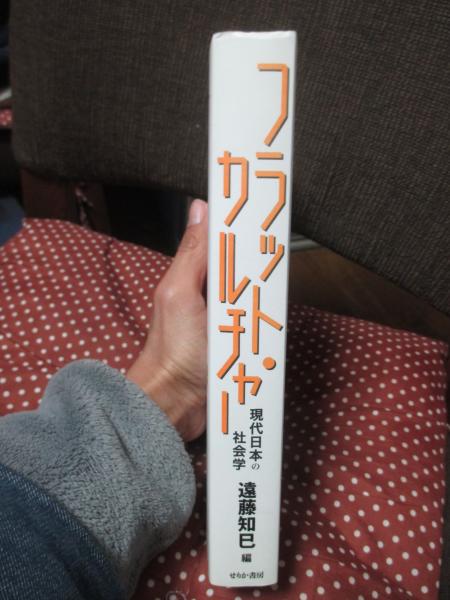 フラット・
カルチャー
現代日本の
社会学
遠藤知巳 編
せりか書房